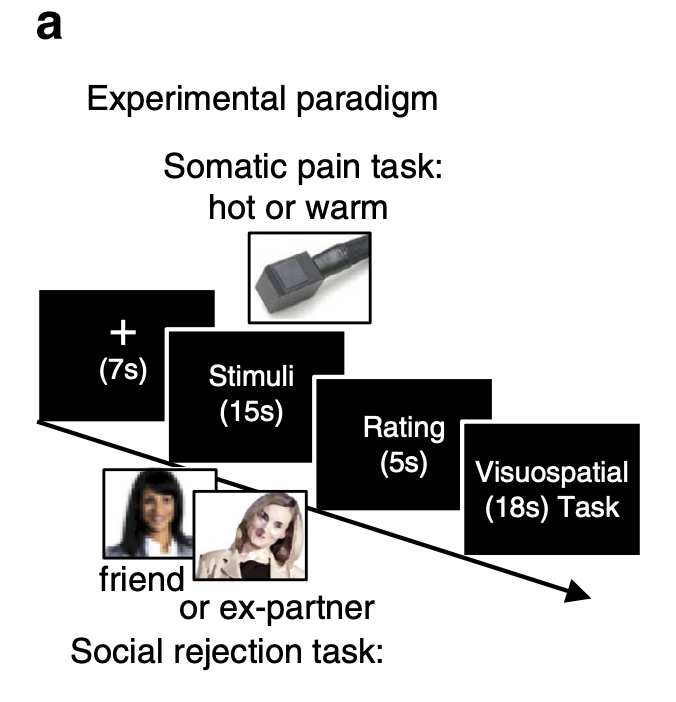 a
Experimental paradigm
Somatic pain task:
hot or warm
+
(7s)
Stimuli
(15s)
Rating
(5s)
Visuospatial
(18s) Task
friend
or ex-partner
Social rejection task: